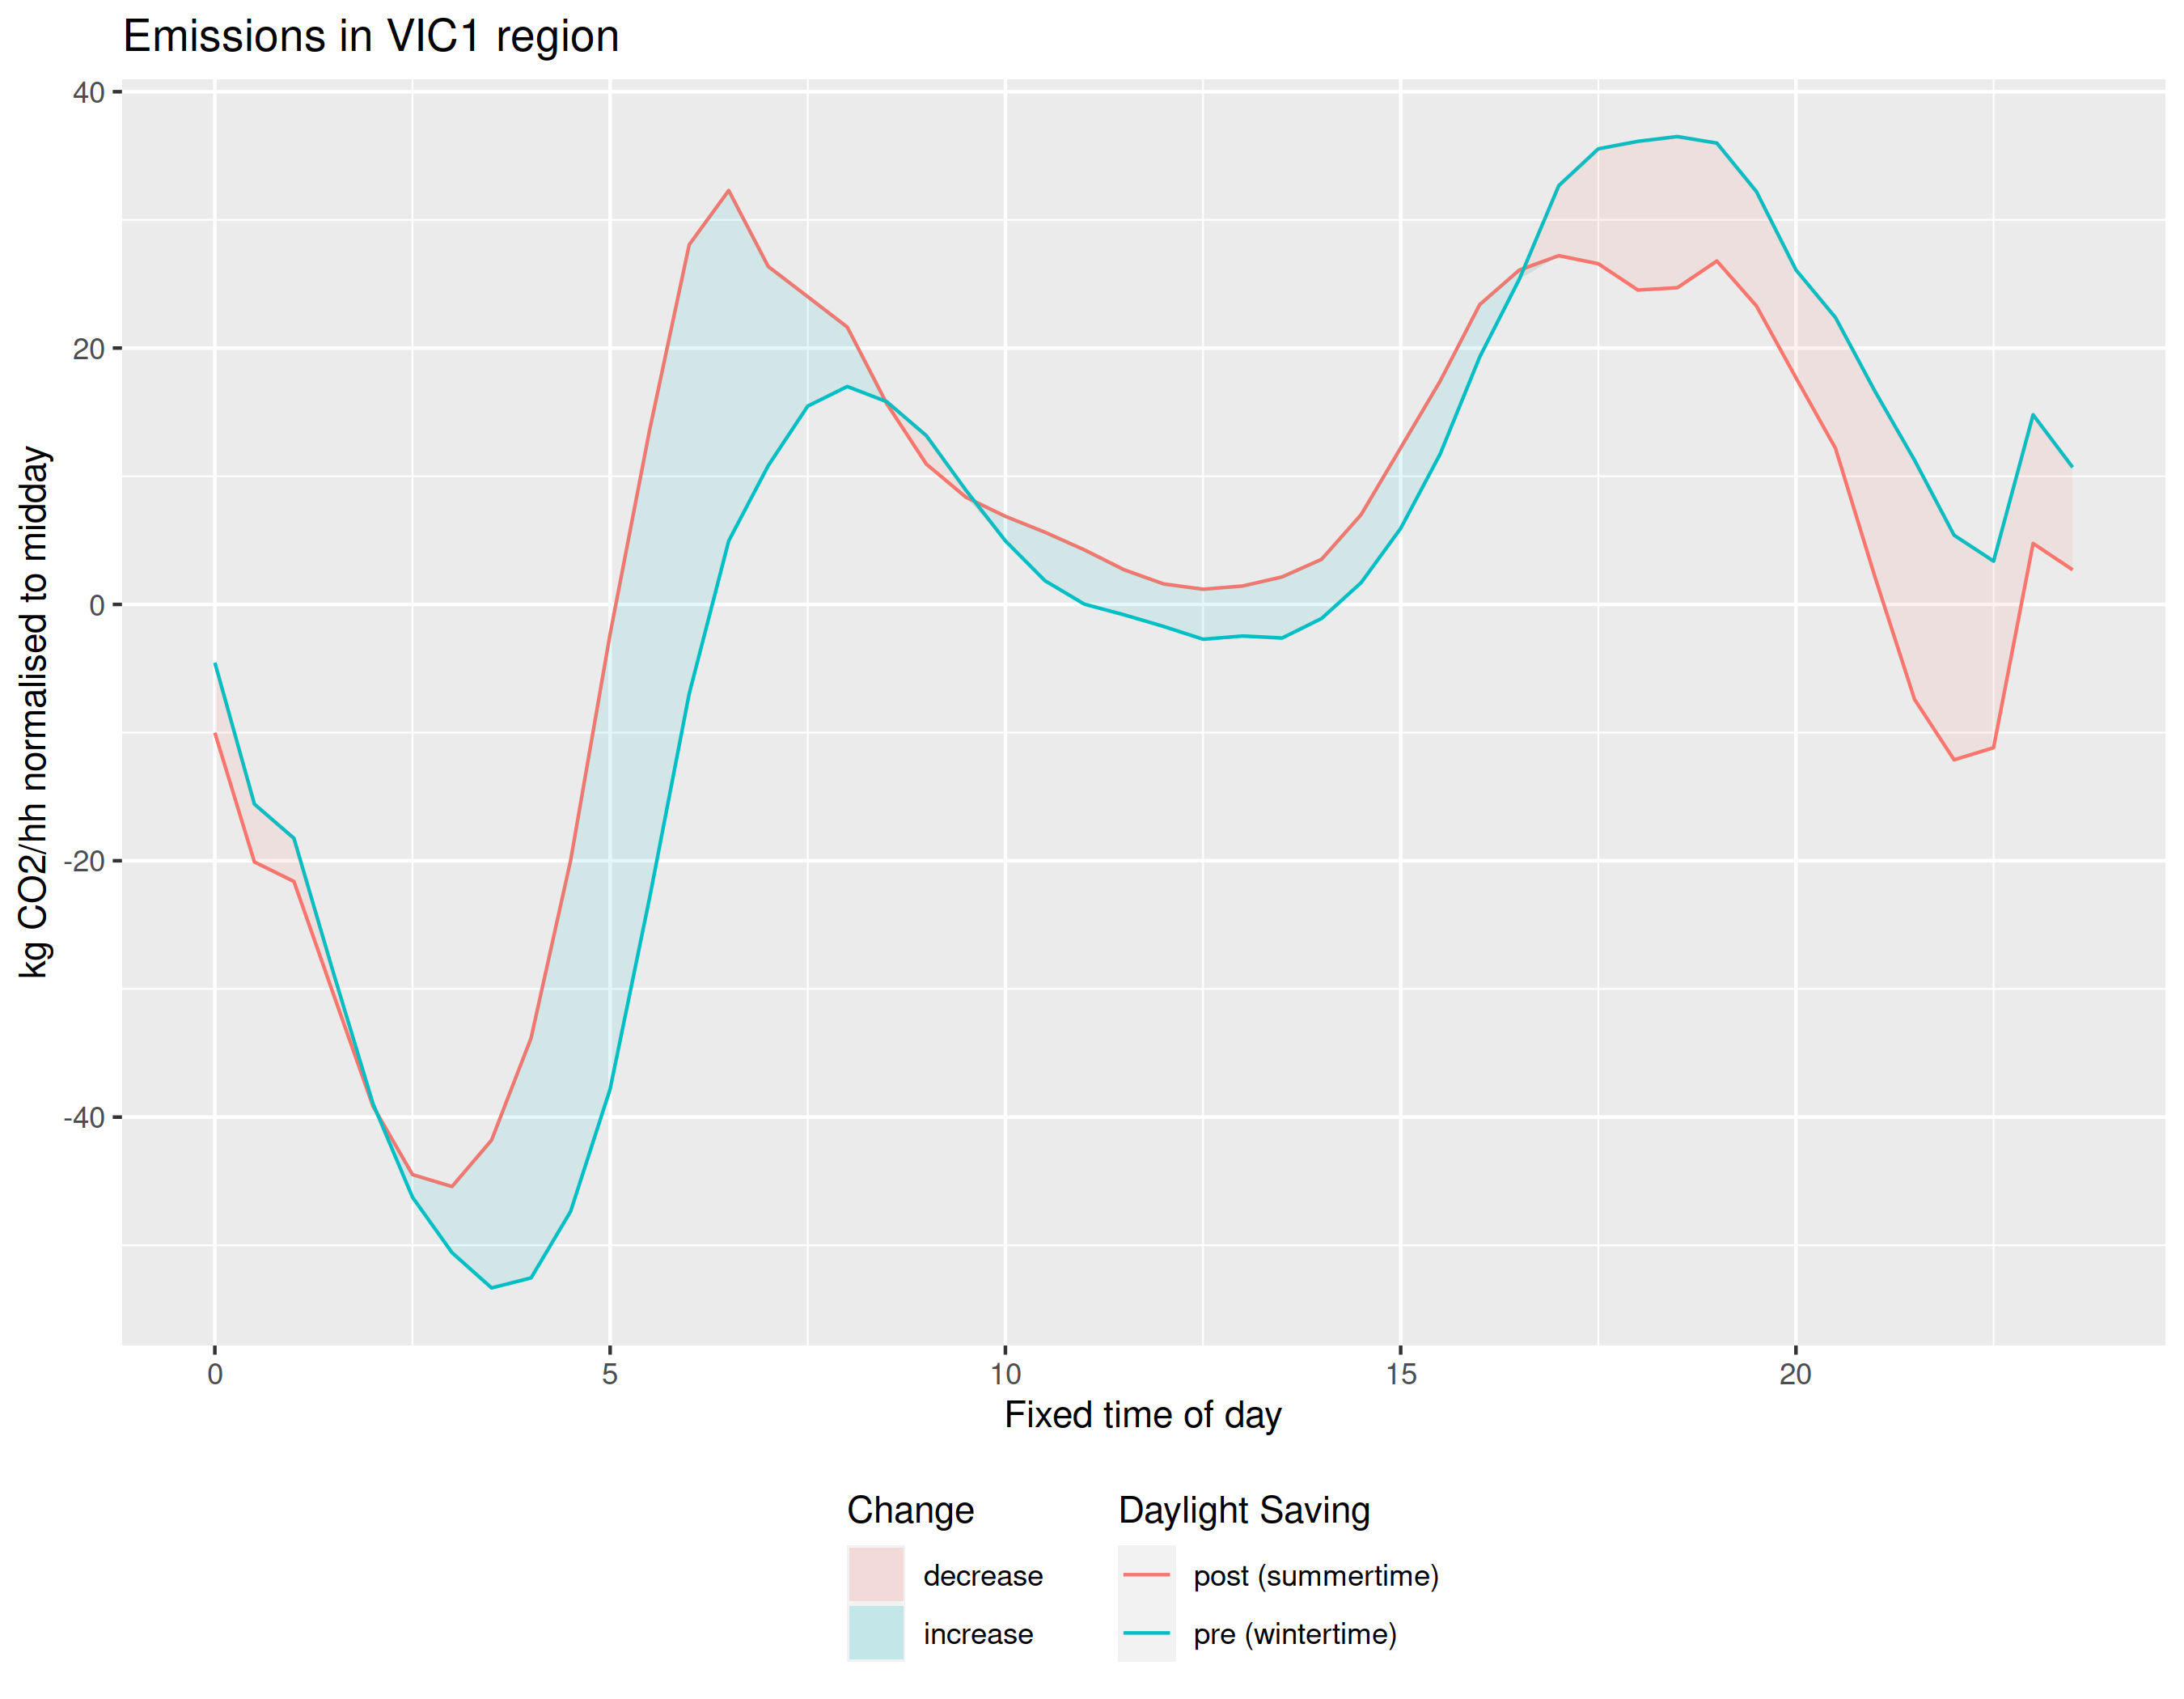 Emissions in VIC1 region
kg CO2/hh normalised to midday
40
20
0
-20
-40
0 5 10 15 20
Fixed time of day
Change
decrease
increase
Daylight Saving
post (summertime)
pre (wintertime)